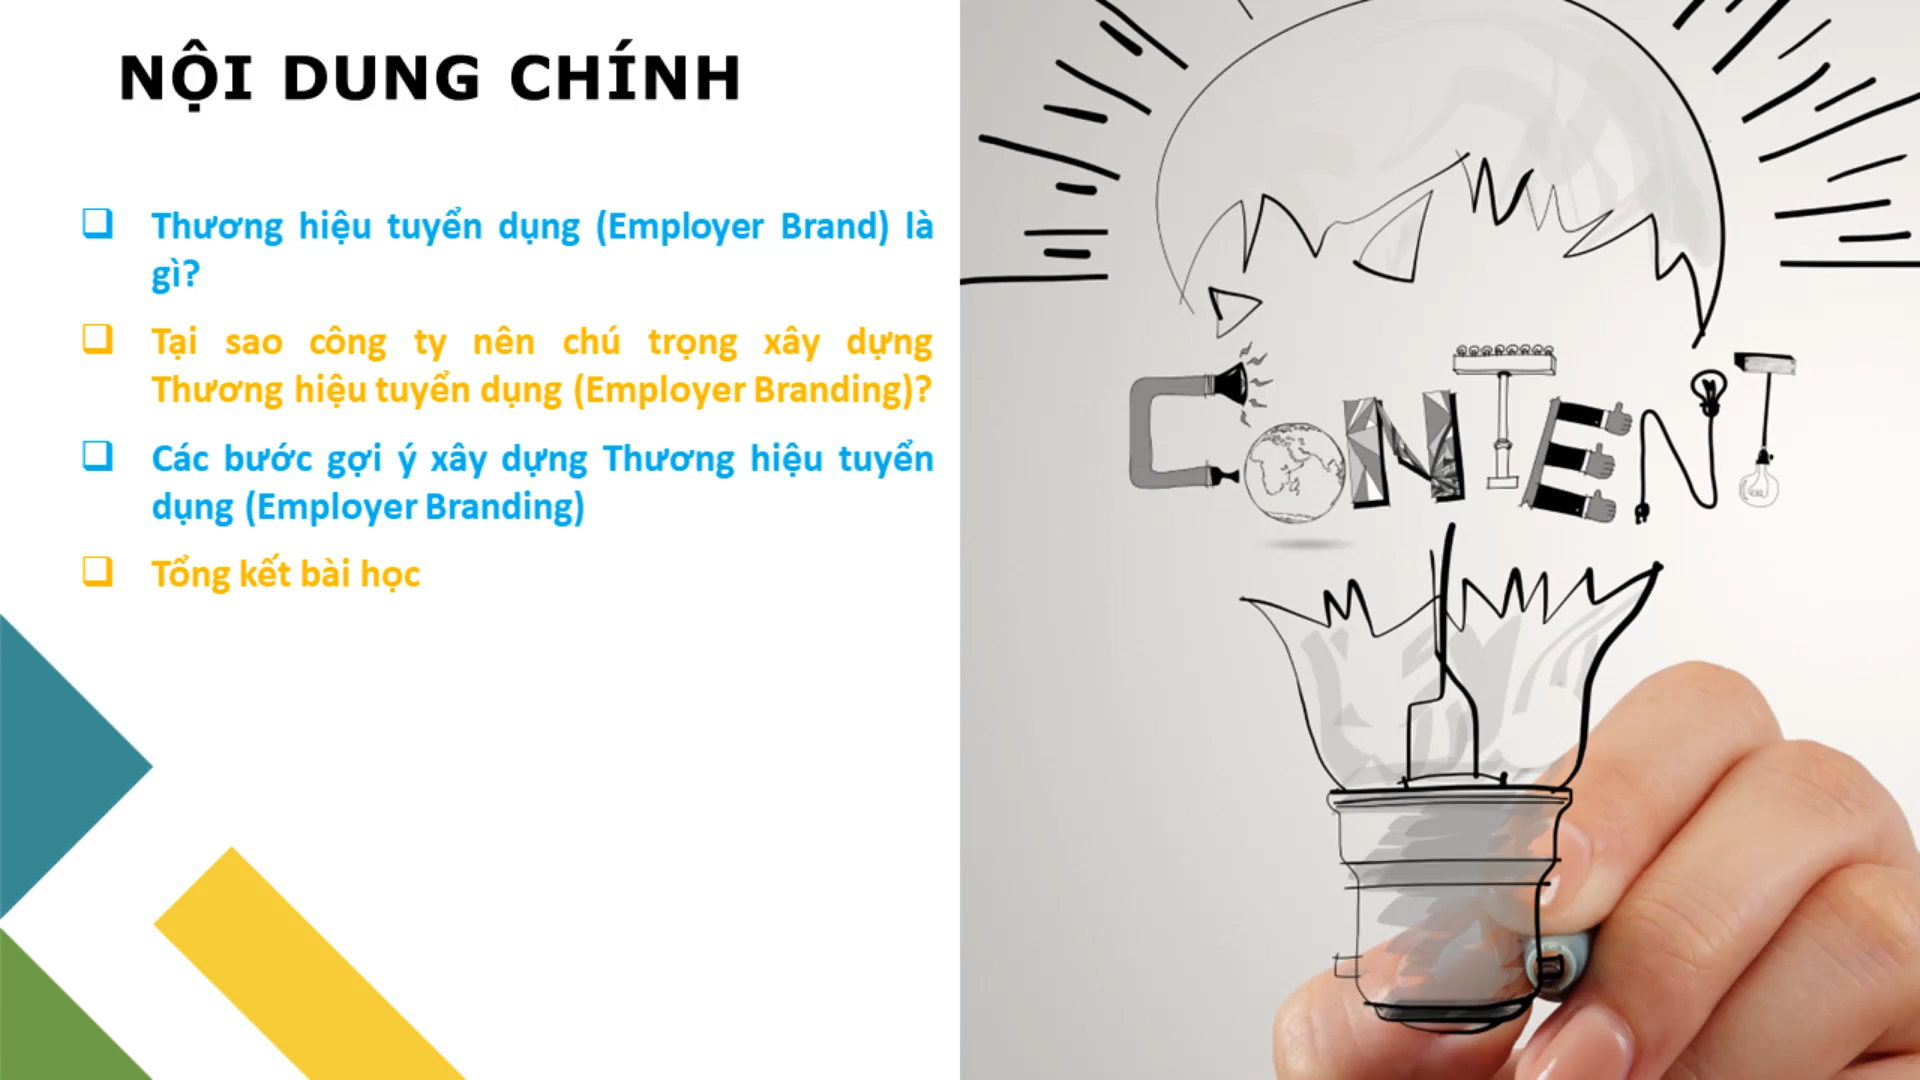 NỘI DUNG CHÍNH
Thương hiệu tuyển dụng (Employer Brand) là
gì?
Tại sao công ty nên chú trọng xây dựng
Thương hiệu tuyển dụng (Employer Branding)?
Các bước gợi ý xây dựng Thương hiệu tuyển
dụng (Employer Branding)
Tổng kết bài học
CONTENT